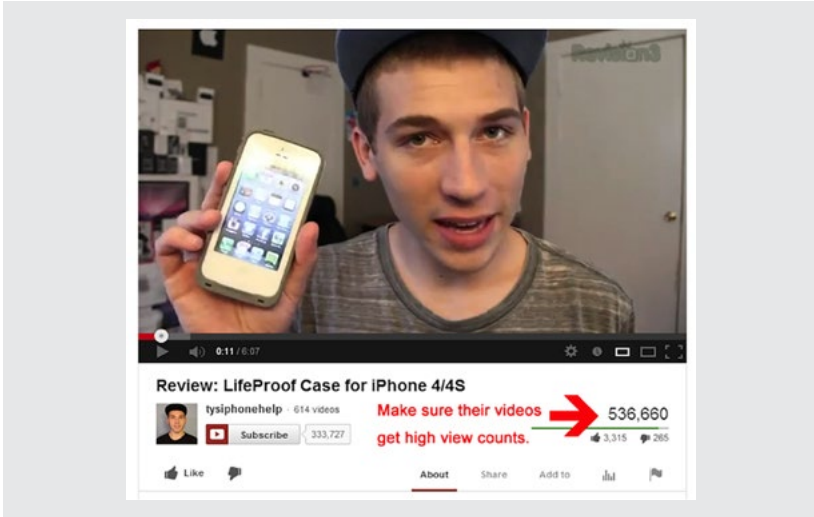 Revision3
0:11 / 6:07
Review: LifeProof Case for iPhone 4/4S
tysiphonehelp · 614 videos
Subscribe 333,727
Make sure their videos
get high view counts.
536,660
3,315 265
Like
About Share Add to